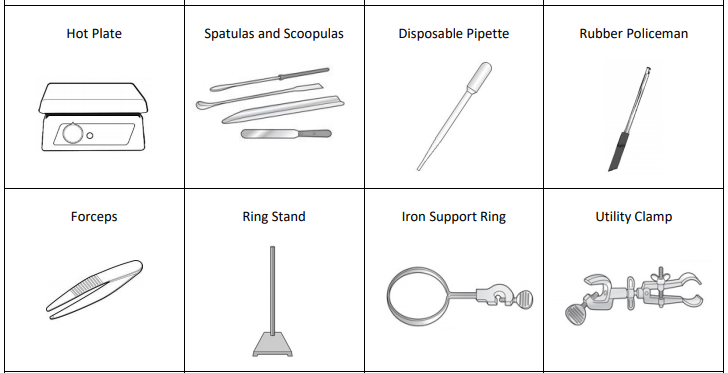 Hot Plate
Spatulas and Scoopulas
Disposable Pipette
Rubber Policeman
Forceps
Ring Stand
Iron Support Ring
Utility Clamp